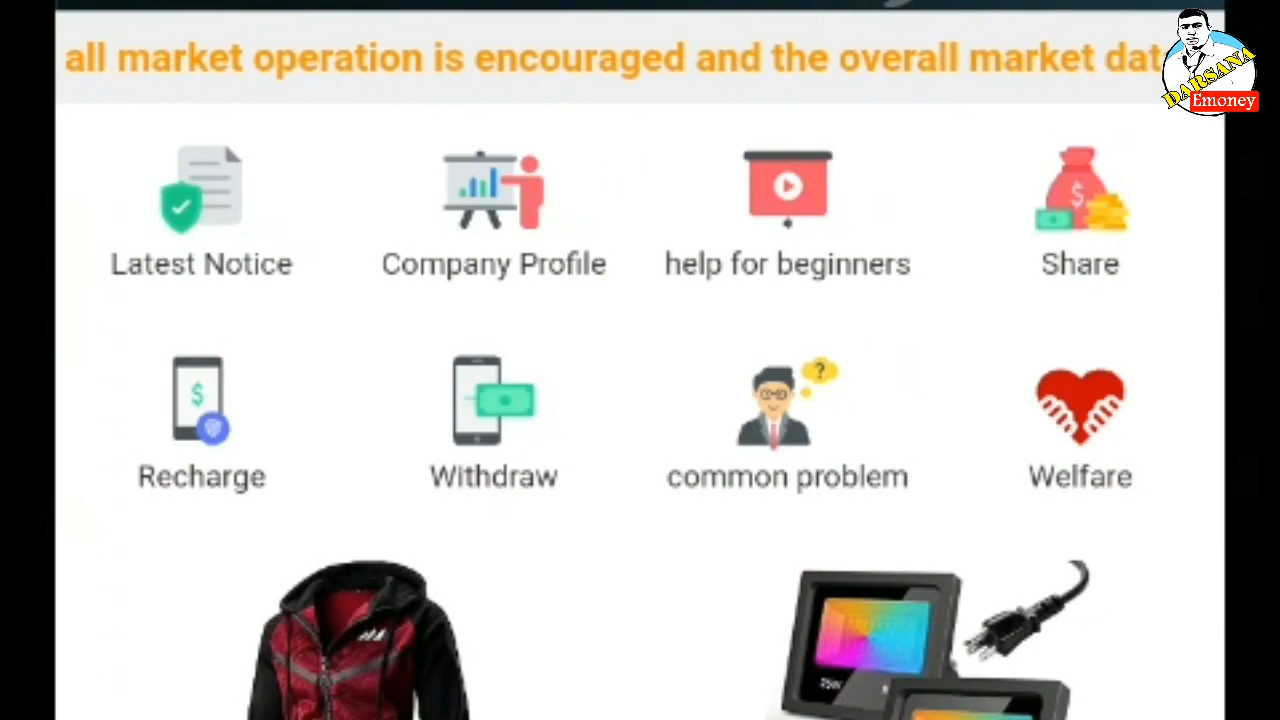 all market operation is encouraged and the overall market dat
DARSANA
Emoney
Latest Notice
Company Profile
help for beginners
Share
Recharge
Withdraw
common problem
Welfare